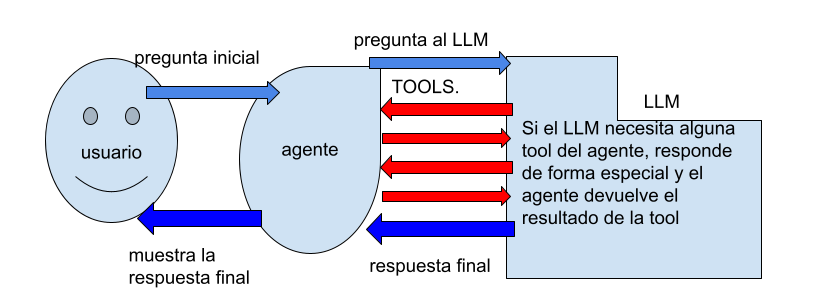 pregunta inicial
pregunta al LLM
TOOLS.
LLM
usuario
agente
Si el LLM necesita alguna
tool del agente, responde
de forma especial y el
agente devuelve el
resultado de la tool
muestra la
respuesta final
respuesta final